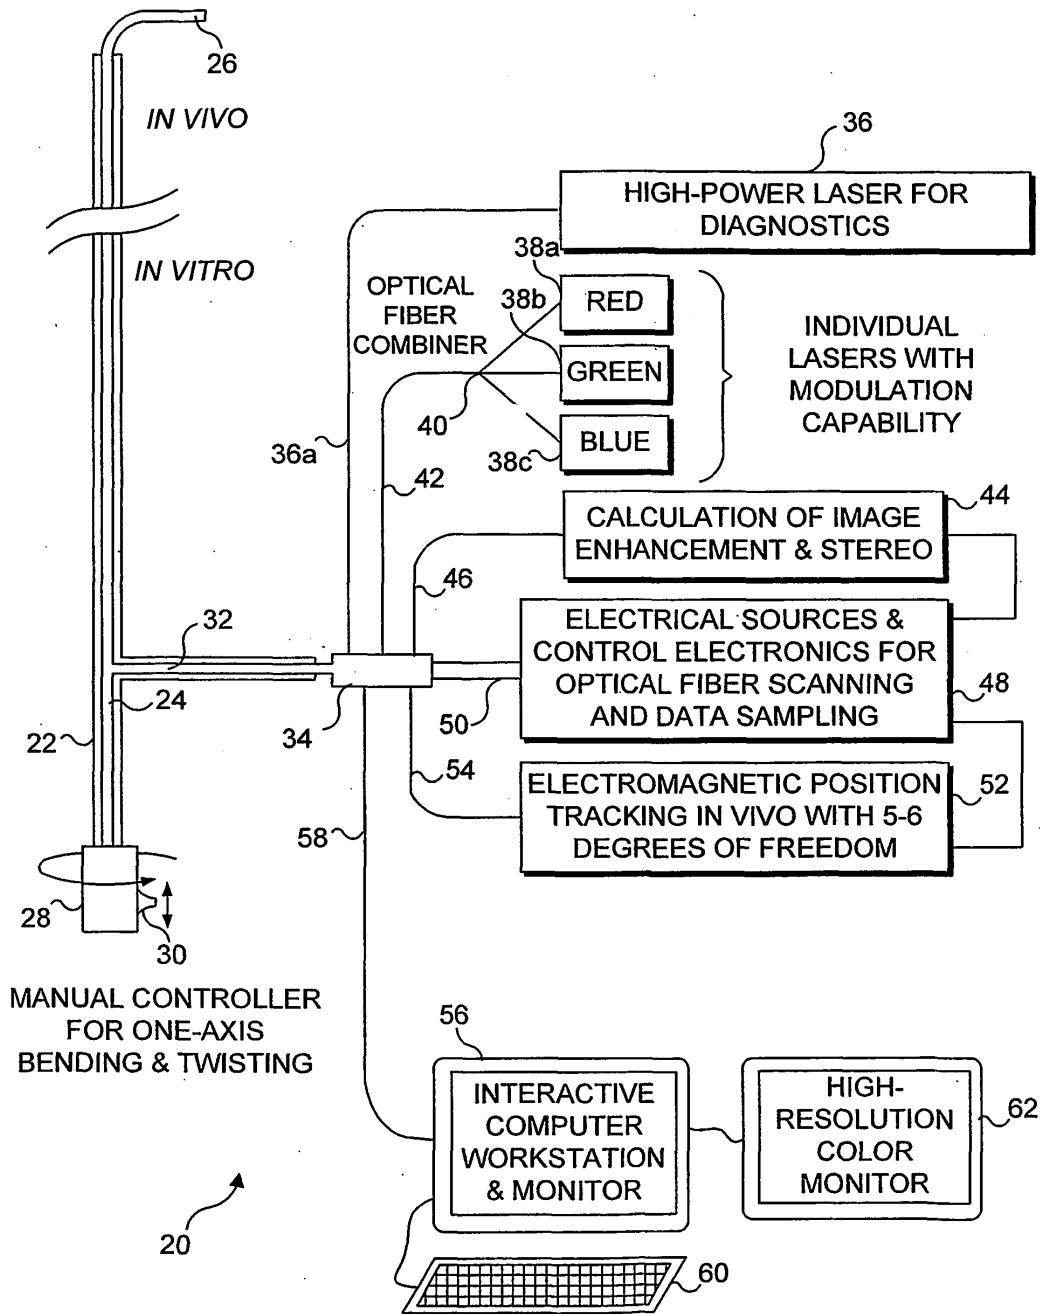 26
IN VIVO
36
HIGH-POWER LASER FOR
DIAGNOSTICS
IN VITRO
OPTICAL
FIBER
COMBINER
38a
38b
38c
RED
GREEN
BLUE
INDIVIDUAL
LASERS WITH
MODULATION
CAPABILITY
40
36a
42
44
CALCULATION OF IMAGE
ENHANCEMENT & STEREO
46
32
24
22
34
ELECTRICAL SOURCES &
CONTROL ELECTRONICS FOR
OPTICAL FIBER SCANNING
AND DATA SAMPLING
48
50
54
ELECTROMAGNETIC POSITION
TRACKING IN VIVO WITH 5-6
DEGREES OF FREEDOM
52
58
28
30
MANUAL CONTROLLER
FOR ONE-AXIS
BENDING & TWISTING
56
INTERACTIVE
COMPUTER
WORKSTATION
& MONITOR
HIGH-
RESOLUTION
COLOR
MONITOR
62
20
60